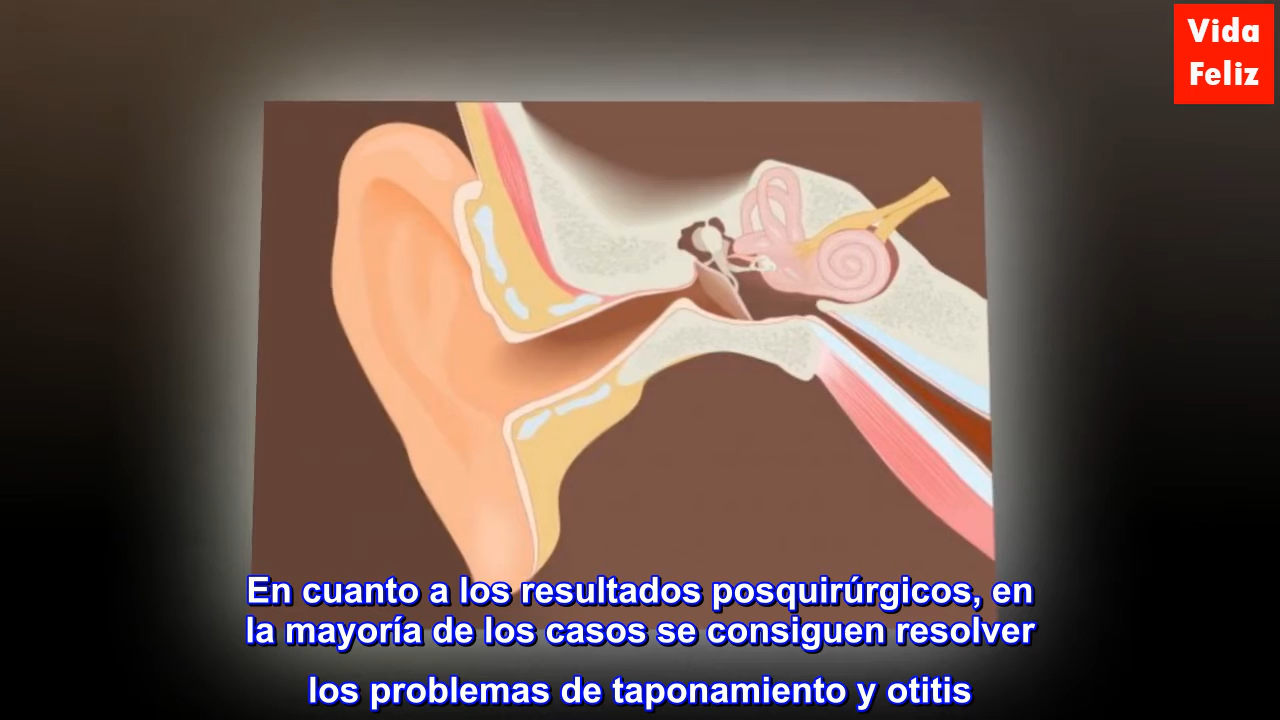 Vida
Feliz
En cuanto a los resultados posquirúrgicos, en
la mayoría de los casos se consiguen resolver
los problemas de taponamiento y otitis